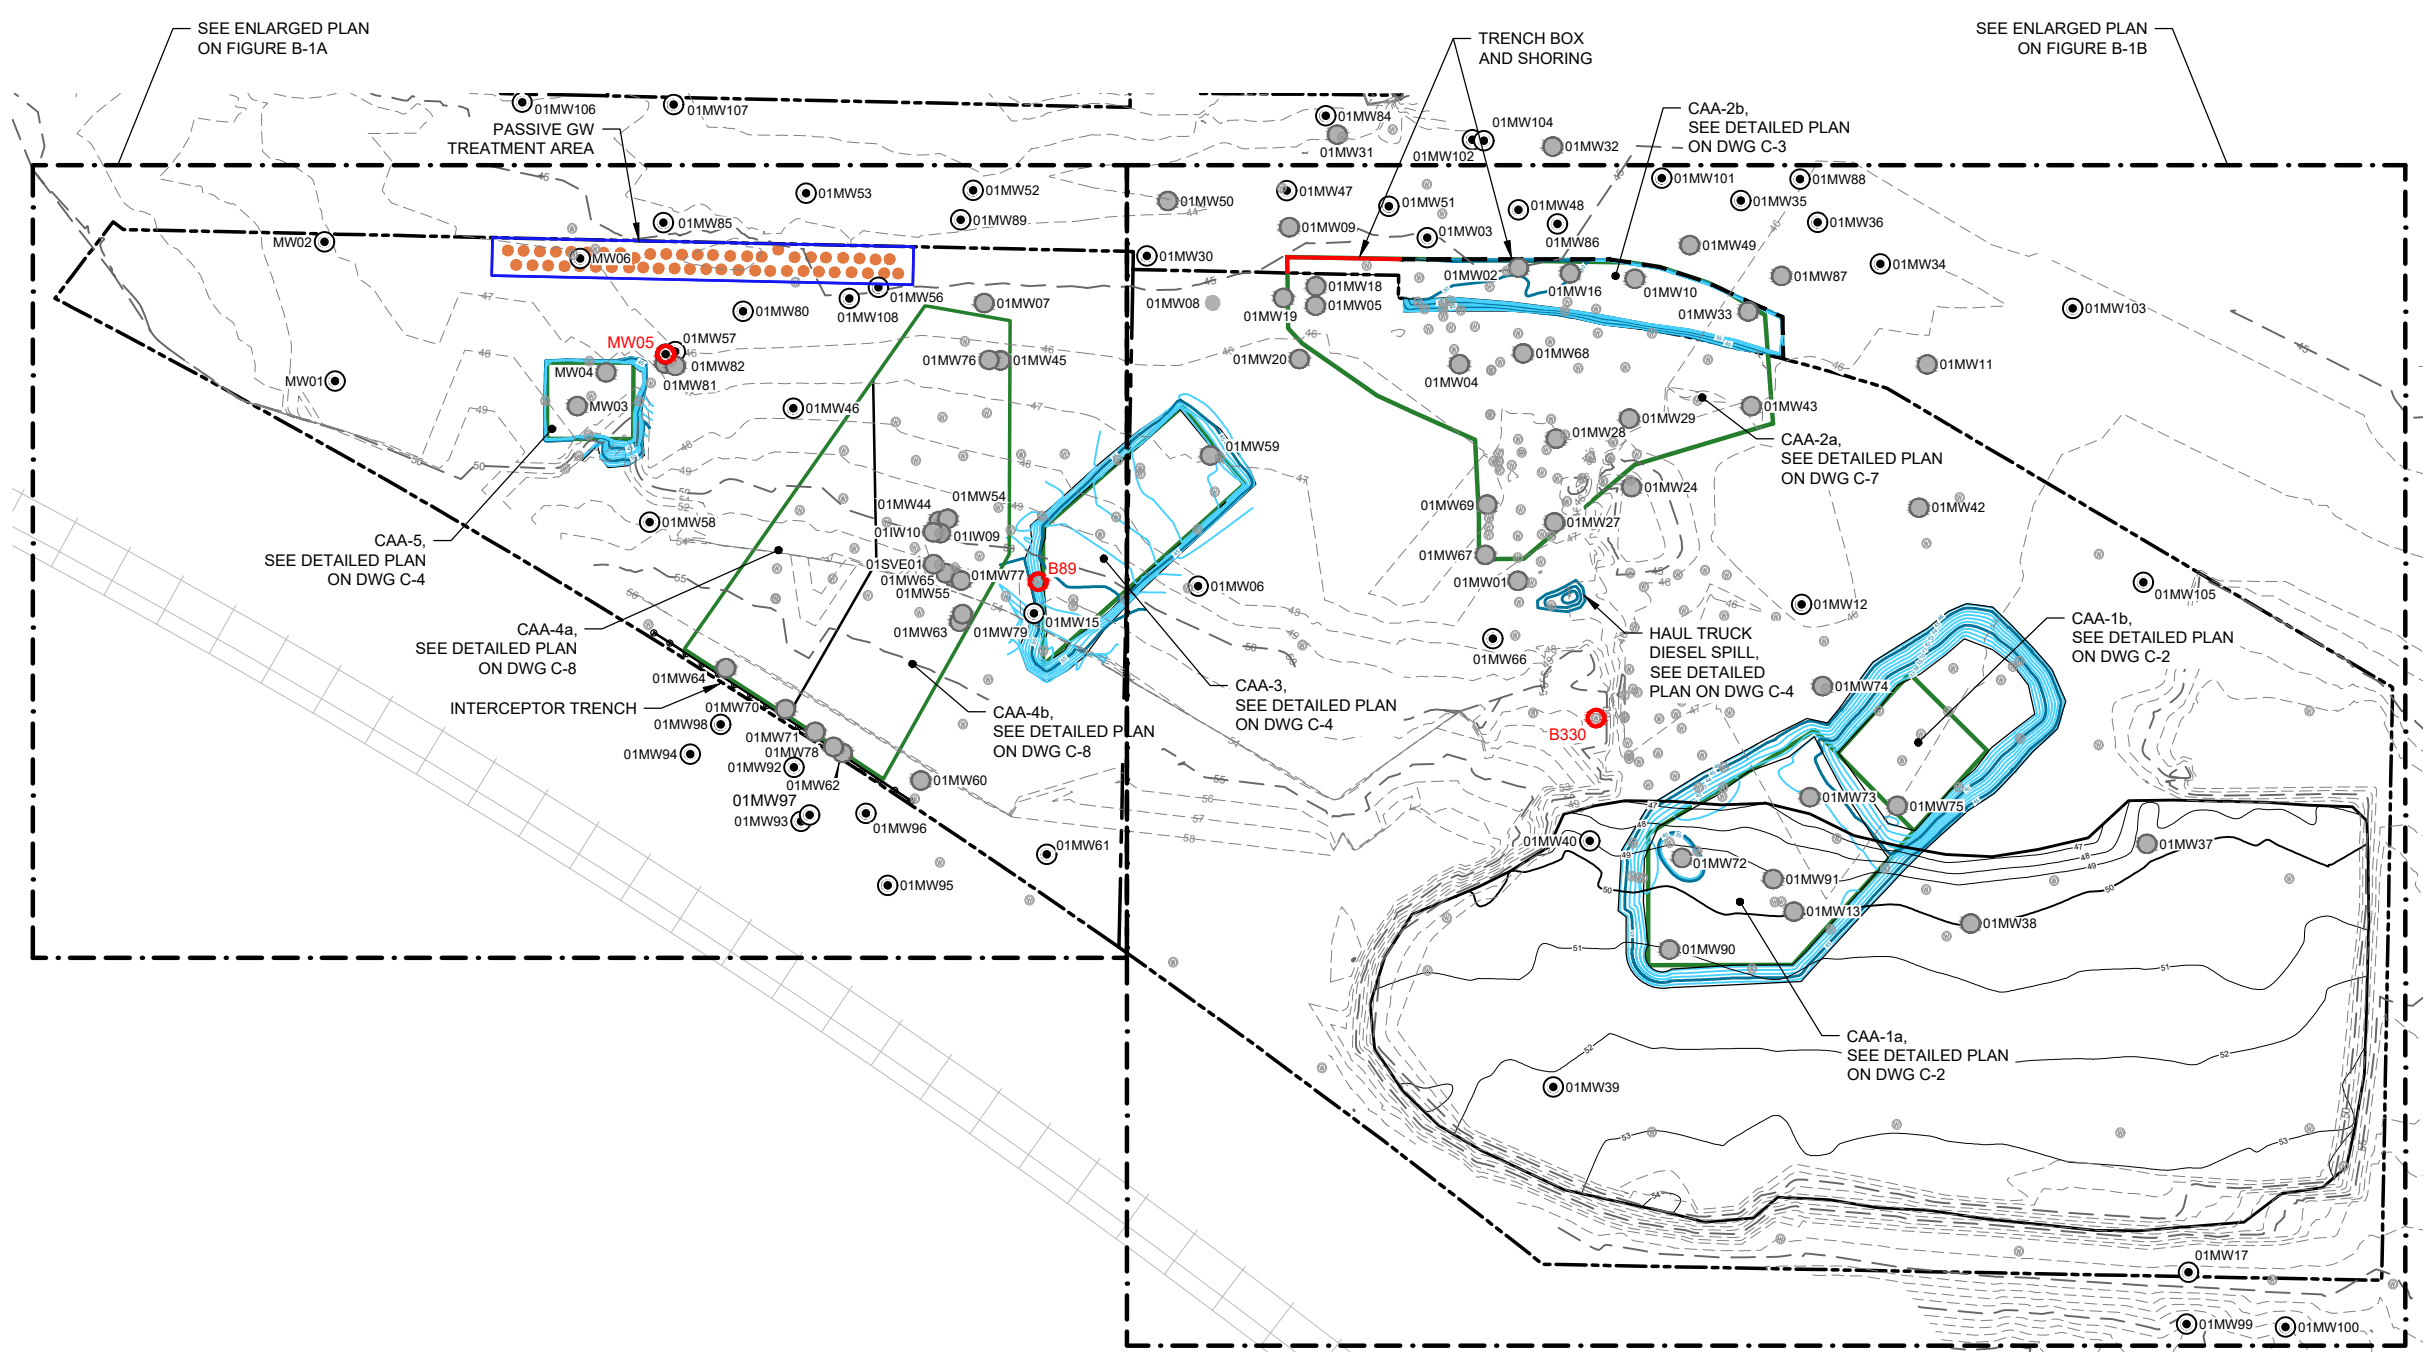 SEE ENLARGED PLAN
ON FIGURE B-1A
TRENCH BOX
AND SHORING
SEE ENLARGED PLAN
ON FIGURE B-1B
01MW106
01MW107
PASSIVE GW
TREATMENT AREA
01MW84
01MW31
01MW104
01MW102
01MW32
CAA-2b,
SEE DETAILED PLAN
ON DWG C-3
01MW53
01MW52
01MW85
01MW89
MW02
MW06
01MW50
01MW47
01MW51
01MW48
01MW101
01MW88
01MW35
01MW36
01MW09
01MW03
01MW86
01MW49
01MW30
01MW02
01MW16
01MW10
01MW87
01MW34
01MW18
01MW05
01MW08
01MW19
01MW33
01MW103
01MW56
01MW108
01MW80
01MW07
MW05
01MW57
01MW82
01MW81
MW04
MW03
MW01
01MW76
01MW45
01MW46
01MW20
01MW04
01MW68
01MW11
01MW43
01MW29
01MW28
CAA-2a,
SEE DETAILED PLAN
ON DWG C-7
01MW59
01MW54
01MW44
01IW10
01IW09
01MW58
01MW69
01MW24
01MW27
01MW42
CAA-5,
SEE DETAILED PLAN
ON DWG C-4
01SVE01
01MW65
01MW77
01MW55
B89
01MW06
01MW67
01MW01
01MW105
01MW12
01MW63
01MW79
01MW15
CAA-4a,
SEE DETAILED PLAN
ON DWG C-8
01MW66
HAUL TRUCK
DIESEL SPILL,
SEE DETAILED
PLAN ON DWG C-4
CAA-1b,
SEE DETAILED PLAN
ON DWG C-2
01MW64
INTERCEPTOR TRENCH
01MW70
01MW98
01MW71
01MW94
01MW78
01MW92
01MW62
01MW60
CAA-4b,
SEE DETAILED PLAN
ON DWG C-8
CAA-3,
SEE DETAILED PLAN
ON DWG C-4
B330
01MW74
01MW73
01MW75
01MW97
01MW93
01MW96
01MW61
01MW95
01MW40
01MW72
01MW91
01MW13
01MW90
01MW37
01MW38
CAA-1a,
SEE DETAILED PLAN
ON DWG C-2
01MW39
01MW17
01MW99
01MW100